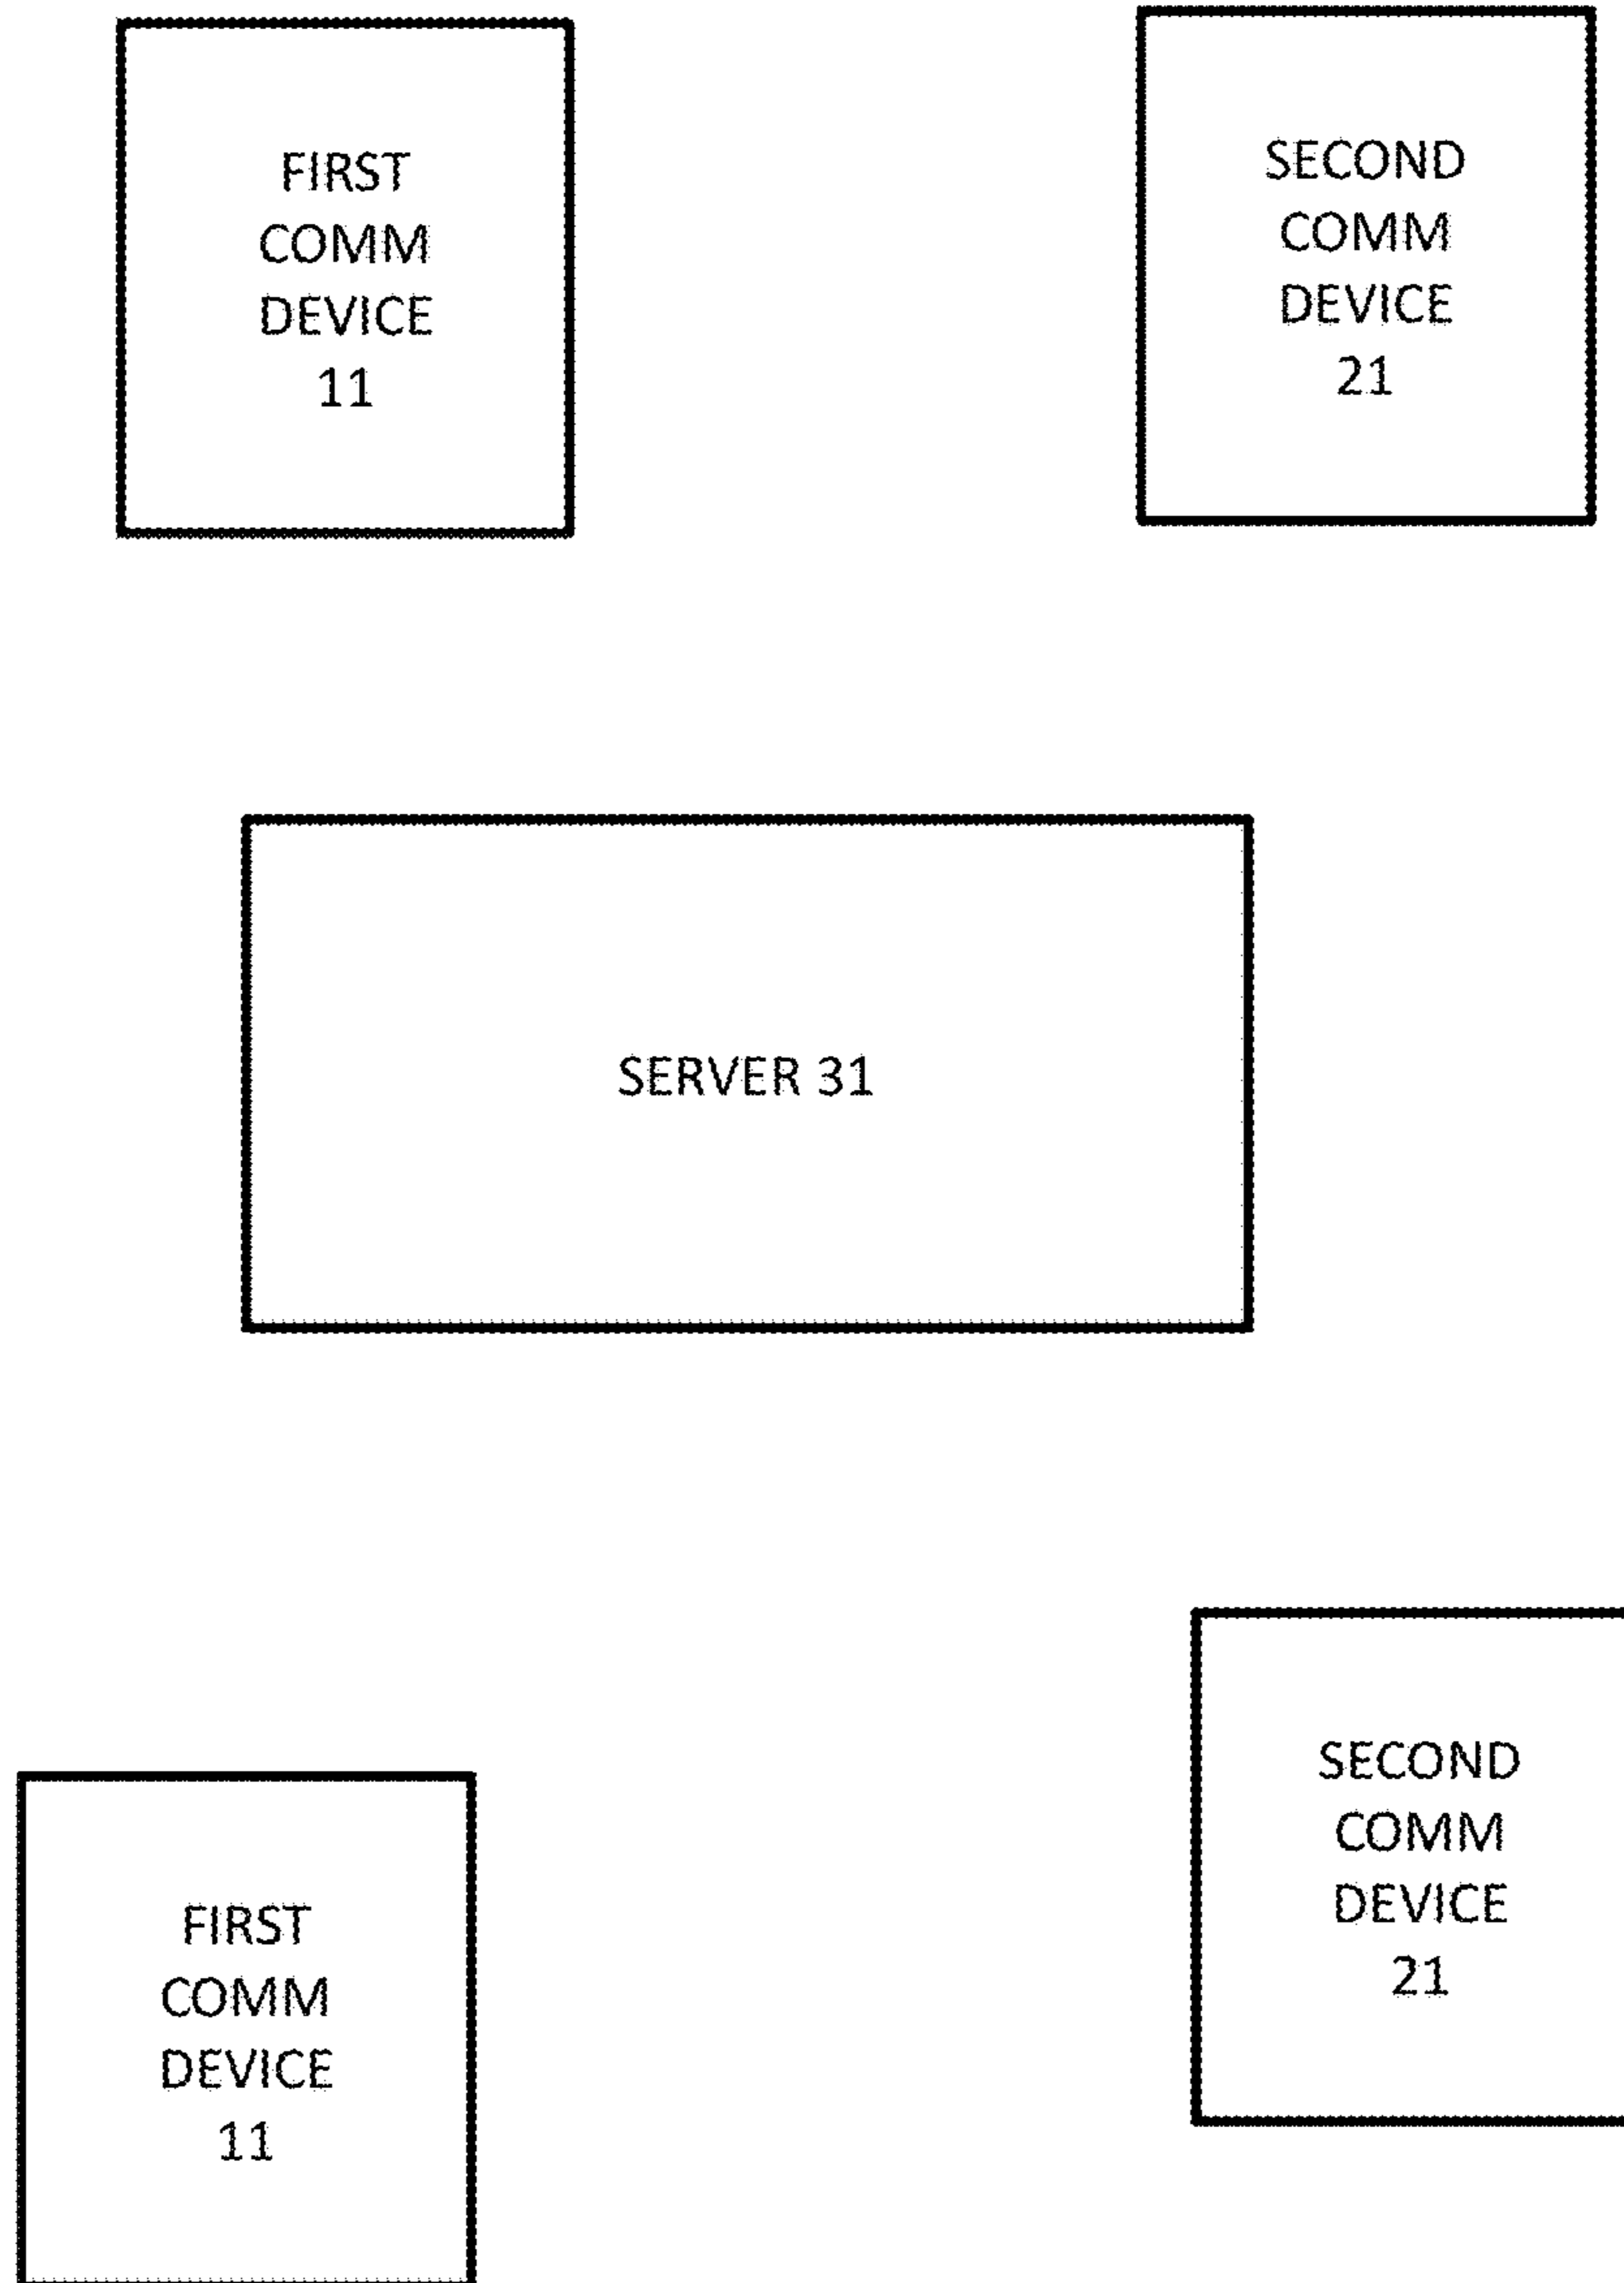 FIRST
COMM
DEVICE
11
SECOND
COMM
DEVICE
21
SERVER 31
FIRST
COMM
DEVICE
11
SECOND
COMM
DEVICE
21